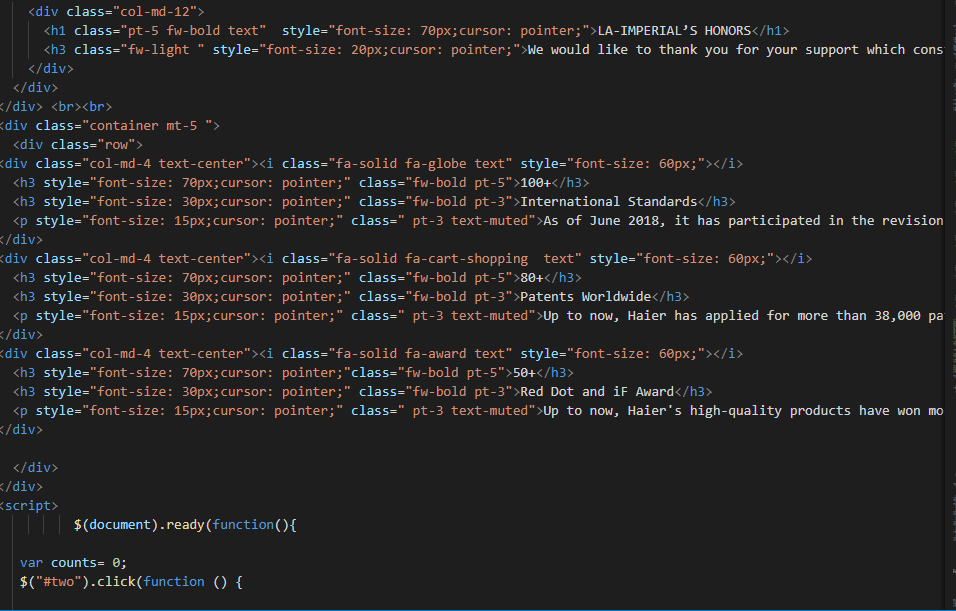 <div class="col-md-12">
<h1 class="pt-5 fw-bold text"  style="font-size: 70px;cursor: pointer;">LA-IMPERIAL’S HONORS</h1>
<h3 class="fw-light " style="font-size: 20px;cursor: pointer;">We would like to thank you for your support which cons
</div>
</div>
</div> <br><br>
<div class="container mt-5 ">
<div class="row">
<div class="col-md-4 text-center"><i class="fa-solid fa-globe text" style="font-size: 60px;"></i>
<h3 style="font-size: 70px;cursor: pointer;" class="fw-bold pt-5">100+</h3>
<h3 style="font-size: 30px;cursor: pointer;" class="fw-bold pt-3">International Standards</h3>
<p style="font-size: 15px;cursor: pointer;" class=" pt-3 text-muted">As of June 2018, it has participated in the revision
</div>
<div class="col-md-4 text-center"><i class="fa-solid fa-cart-shopping  text" style="font-size: 60px;"></i>
<h3 style="font-size: 70px;cursor: pointer;" class="fw-bold pt-5">80+</h3>
<h3 style="font-size: 30px;cursor: pointer;" class="fw-bold pt-3">Patents Worldwide</h3>
<p style="font-size: 15px;cursor: pointer;" class=" pt-3 text-muted">Up to now, Haier has applied for more than 38,000 pa
</div>
<div class="col-md-4 text-center"><i class="fa-solid fa-award text" style="font-size: 60px;"></i>
<h3 style="font-size: 70px;cursor: pointer;"class="fw-bold pt-5">50+</h3>
<h3 style="font-size: 30px;cursor: pointer;" class="fw-bold pt-3">Red Dot and iF Award</h3>
<p style="font-size: 15px;cursor: pointer;" class=" pt-3 text-muted">Up to now, Haier's high-quality products have won mo
</div>
</div>
</div>
<script>
$(document).ready(function(){
var counts= 0;
$("#two").click(function () {